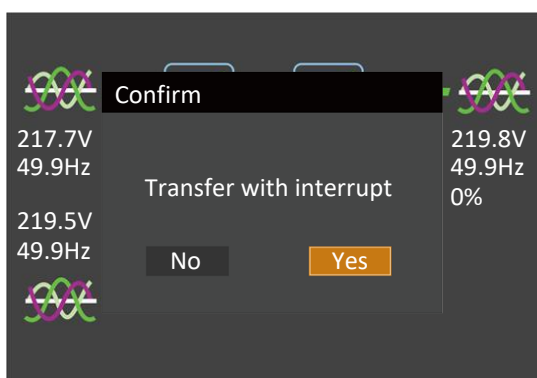 Confirm
217.7V
49.9Hz
219.8V
49.9Hz
0%
Transfer with interrupt
219.5V
49.9Hz
No
Yes